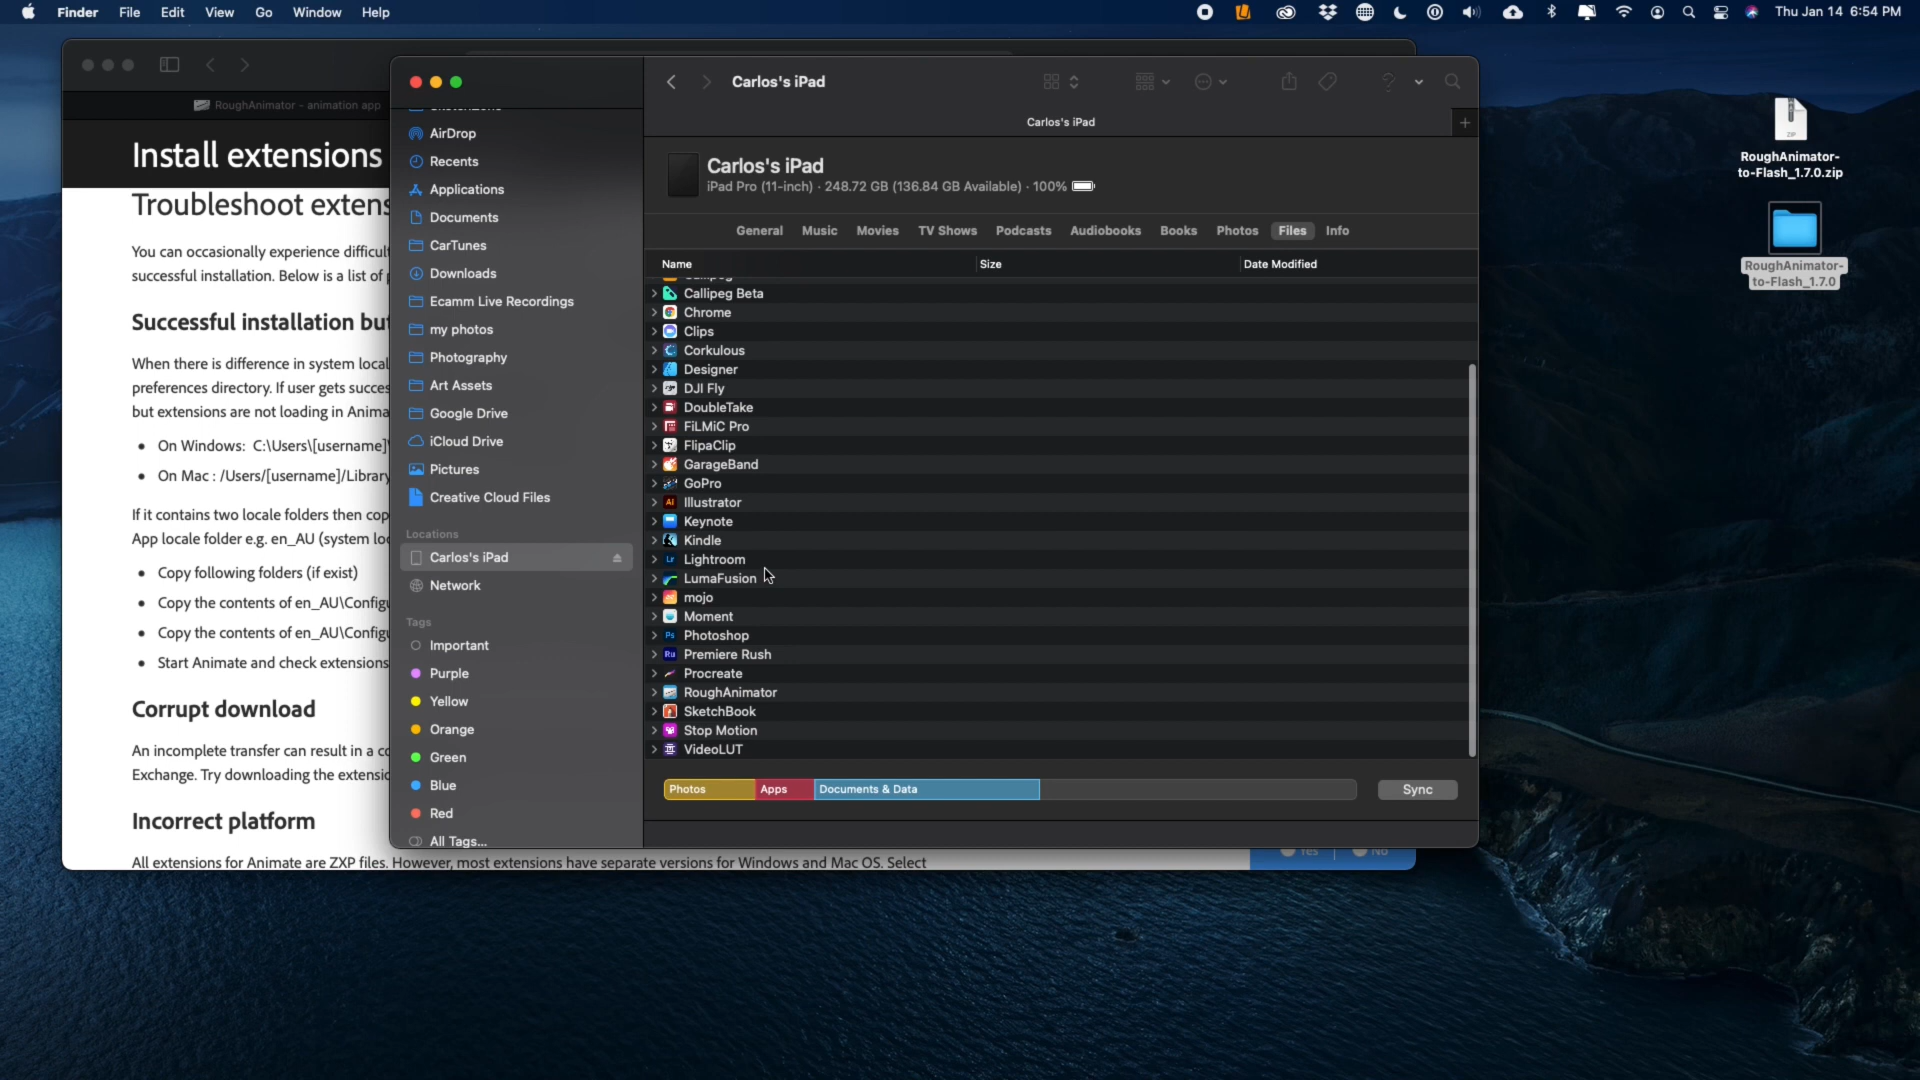 Finder File Edit View Go Window Help
Thu Jan 14 6:54 PM
RoughAnimator - animation app
Install extensions
Troubleshoot extens
You can occasionally experience difficult
successful installation. Below is a list of
Successful installation but
When there is difference in system local
preferences directory. If user gets succes
but extensions are not loading in Anima
• On Windows: C:\Users\[username]
• On Mac : /Users/[username]/Library
If it contains two locale folders then cop
App locale folder e.g. en_AU (system lo
• Copy following folders (if exist)
• Copy the contents of en_AU\Configu
• Copy the contents of en_AU\Configu
• Start Animate and check extensions
Corrupt download
An incomplete transfer can result in a co
Exchange. Try downloading the extensio
Incorrect platform
All extensions for Animate are ZXP files. However, most extensions have separate versions for Windows and Mac OS. Select
Yes No
AirDrop
Recents
Applications
Documents
CarTunes
Downloads
Ecamm Live Recordings
my photos
Photography
Art Assets
Google Drive
iCloud Drive
Pictures
Creative Cloud Files
Locations
Carlos's iPad
Network
Tags
Important
Purple
Yellow
Orange
Green
Blue
Red
All Tags...
Carlos's iPad
Carlos's iPad
Carlos's iPad
iPad Pro (11-inch) · 248.72 GB (136.84 GB Available) · 100%
General Music Movies TV Shows Podcasts Audiobooks Books Photos Files Info
Name Size Date Modified
Callipeg Beta
Chrome
Clips
Corkulous
Designer
DJI Fly
DoubleTake
FiLMiC Pro
FlipaClip
GarageBand
GoPro
Illustrator
Keynote
Kindle
Lightroom
LumaFusion
mojo
Moment
Photoshop
Premiere Rush
Procreate
RoughAnimator
SketchBook
Stop Motion
VideoLUT
Photos Apps Documents & Data Sync
ZIP
RoughAnimator-
to-Flash_1.7.0.zip
RoughAnimator-
to-Flash_1.7.0